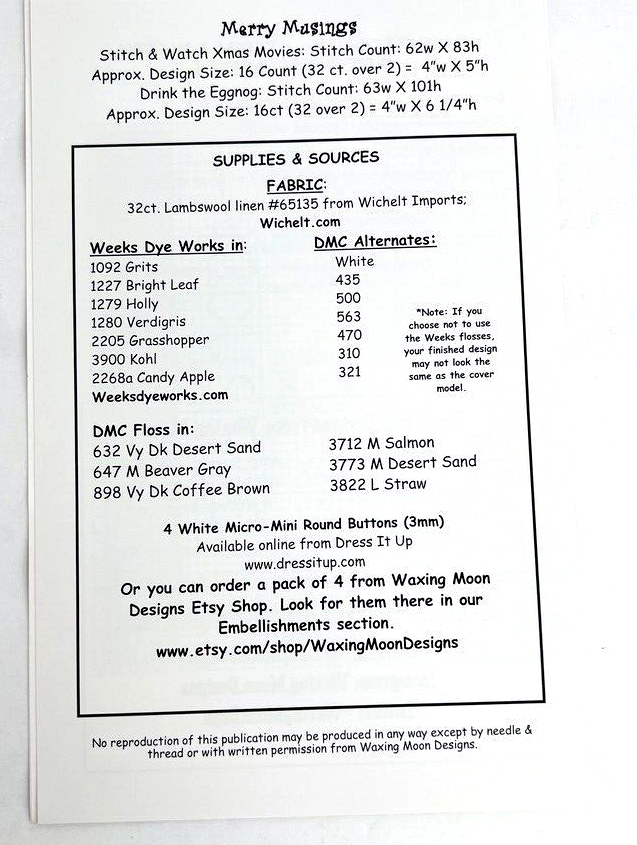 Merry Musings
Stitch & Watch Xmas Movies: Stitch Count: 62w X 83h
Approx. Design Size: 16 Count (32 ct. over 2) = 4"w X 5"h
Drink the Eggnog: Stitch Count: 63w X 101h
Approx. Design Size: 16ct (32 over 2) = 4"w X 6 1/4"h
SUPPLIES & SOURCES
FABRIC:
32ct. Lambswool linen #65135 from Wichelt Imports;
Wichelt.com
Weeks Dye Works in:
1092 Grits
1227 Bright Leaf
1279 Holly
1280 Verdigris
2205 Grasshopper
3900 Kohl
2268a Candy Apple
Weeksdyeworks.com
DMC Alternates:
White
435
500
563
470
310
321
*Note: If you
choose not to use
the Weeks flosses,
your finished design
may not look the
same as the cover
model.
DMC Floss in:
632 Vy Dk Desert Sand
647 M Beaver Gray
898 Vy Dk Coffee Brown
3712 M Salmon
3773 M Desert Sand
3822 L Straw
4 White Micro-Mini Round Buttons (3mm)
Available online from Dress It Up
www.dressitup.com
Or you can order a pack of 4 from Waxing Moon
Designs Etsy Shop. Look for them there in our
Embellishments section.
www.etsy.com/shop/WaxingMoonDesigns
No reproduction of this publication may be produced in any way except by needle &
thread or with written permission from Waxing Moon Designs.